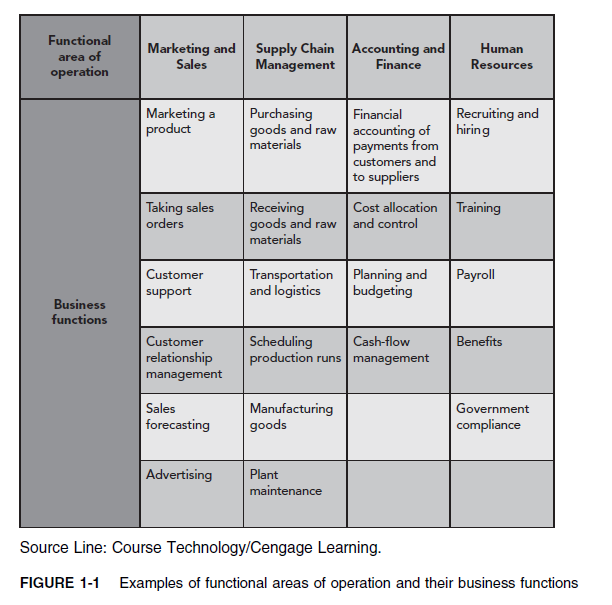 Functional
area of
operation
Marketing and
Sales
Supply Chain
Management
Accounting and
Finance
Human
Resources
Business
functions
Marketing a
product
Purchasing
goods and raw
materials
Financial
accounting of
payments from
customers and
to suppliers
Recruiting and
hiring
Taking sales
orders
Receiving
goods and raw
materials
Cost allocation
and control
Training
Customer
support
Transportation
and logistics
Planning and
budgeting
Payroll
Customer
relationship
management
Scheduling
production runs
Cash-flow
management
Benefits
Sales
forecasting
Manufacturing
goods
Government
compliance
Advertising
Plant
maintenance
Source Line: Course Technology/Cengage Learning.
FIGURE 1-1 Examples of functional areas of operation and their business functions